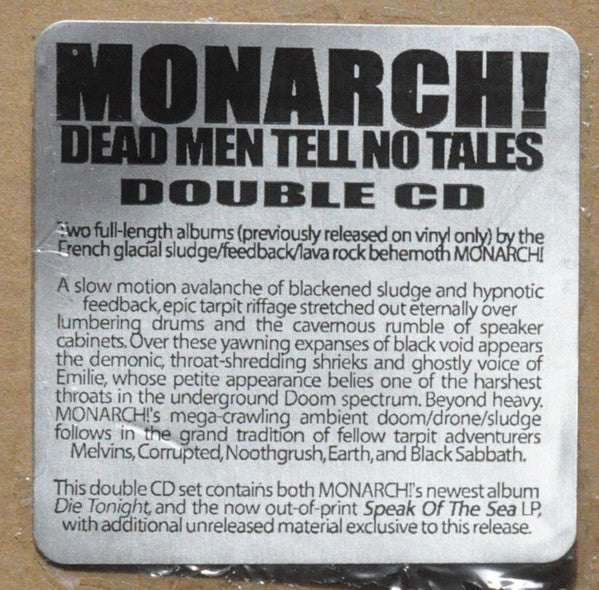 MONARCH!
DEAD MEN TELL NO TALES
DOUBLE CD
Two full-length albums (previously released on vinyl only) by the
French glacial sludge/feedback/lava rock behemoth MONARCH!
A slow motion avalanche of blackened sludge and hypnotic
feedback, epic tarpit riffage stretched out eternally over
lumbering drums and the cavernous rumble of speaker
cabinets. Over these yawning expanses of black void appears
the demonic, throat-shredding shrieks and ghostly voice of
Emilie, whose petite appearance belies one of the harshest
throats in the underground Doom spectrum. Beyond heavy.
MONARCH!'s mega-crawling ambient doom/drone/sludge
follows in the grand tradition of fellow tarpit adventurers
Melvins, Corrupted, Noothgrush, Earth, and Black Sabbath.
This double CD set contains both MONARCH!'s newest album
Die Tonight, and the now out-of-print Speak Of The Sea LP,
with additional unreleased material exclusive to this release.